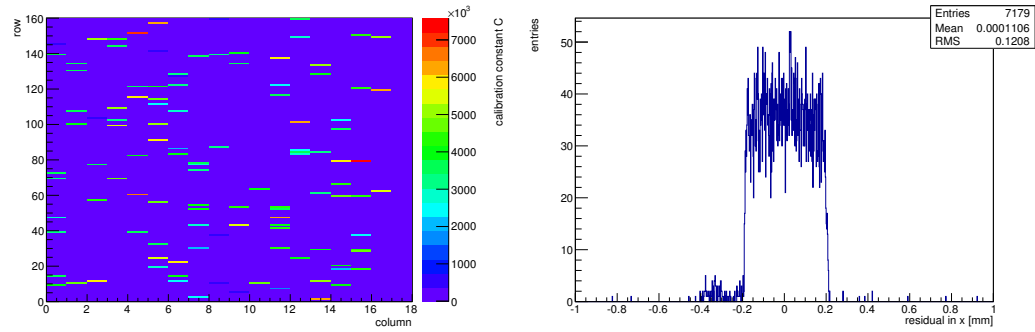 row
160
140
120
100
80
60
40
20
0
0 2 4 6 8 10 12 14 16 18
column
×10³
7000
6000
5000
4000
3000
2000
1000
0
calibration constant C
entries
50
40
30
20
10
0
-1 -0.8 -0.6 -0.4 -0.2 0 0.2 0.4 0.6 0.8 1
residual in x [mm]
Entries 7179
Mean 0.0001106
RMS 0.1208